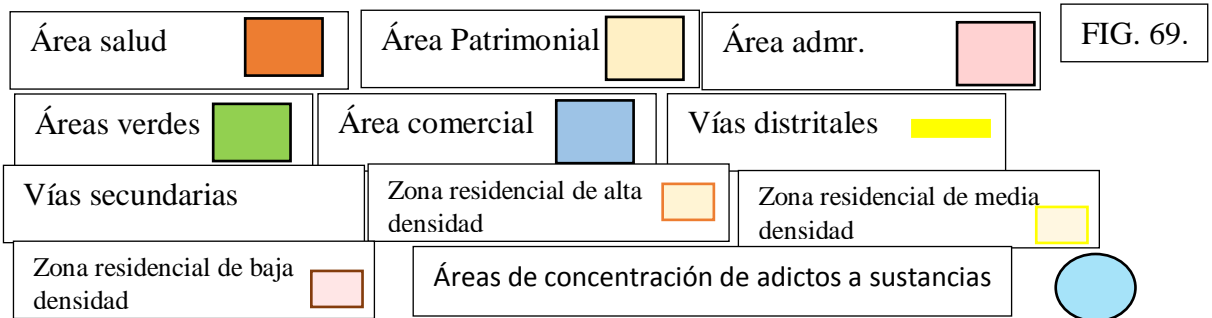 Área salud
Área Patrimonial
Área admr.
FIG. 69.
Áreas verdes
Área comercial
Vías distritales
Vías secundarias
Zona residencial de alta
densidad
Zona residencial de media
densidad
Zona residencial de baja
densidad
Áreas de concentración de adictos a sustancias